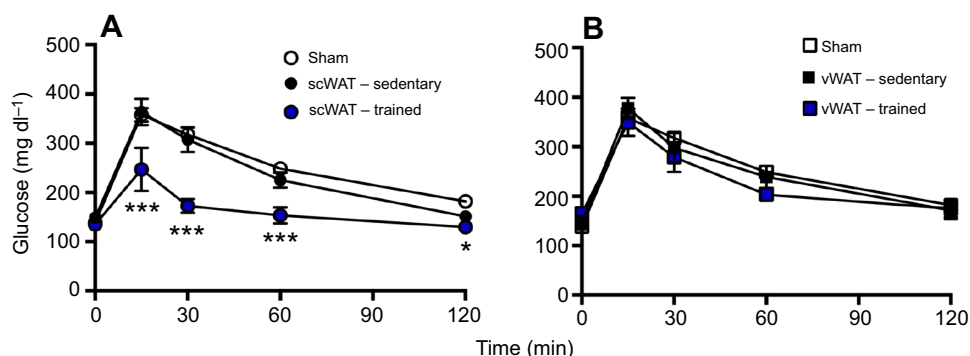 A
500
400
300
200
100
0
Glucose (mg dl–1)
Sham
scWAT – sedentary
scWAT – trained
***
***
***
*
0
30
60
90
120
B
500
400
300
200
100
0
Sham
vWAT – sedentary
vWAT – trained
0
30
60
90
120
Time (min)